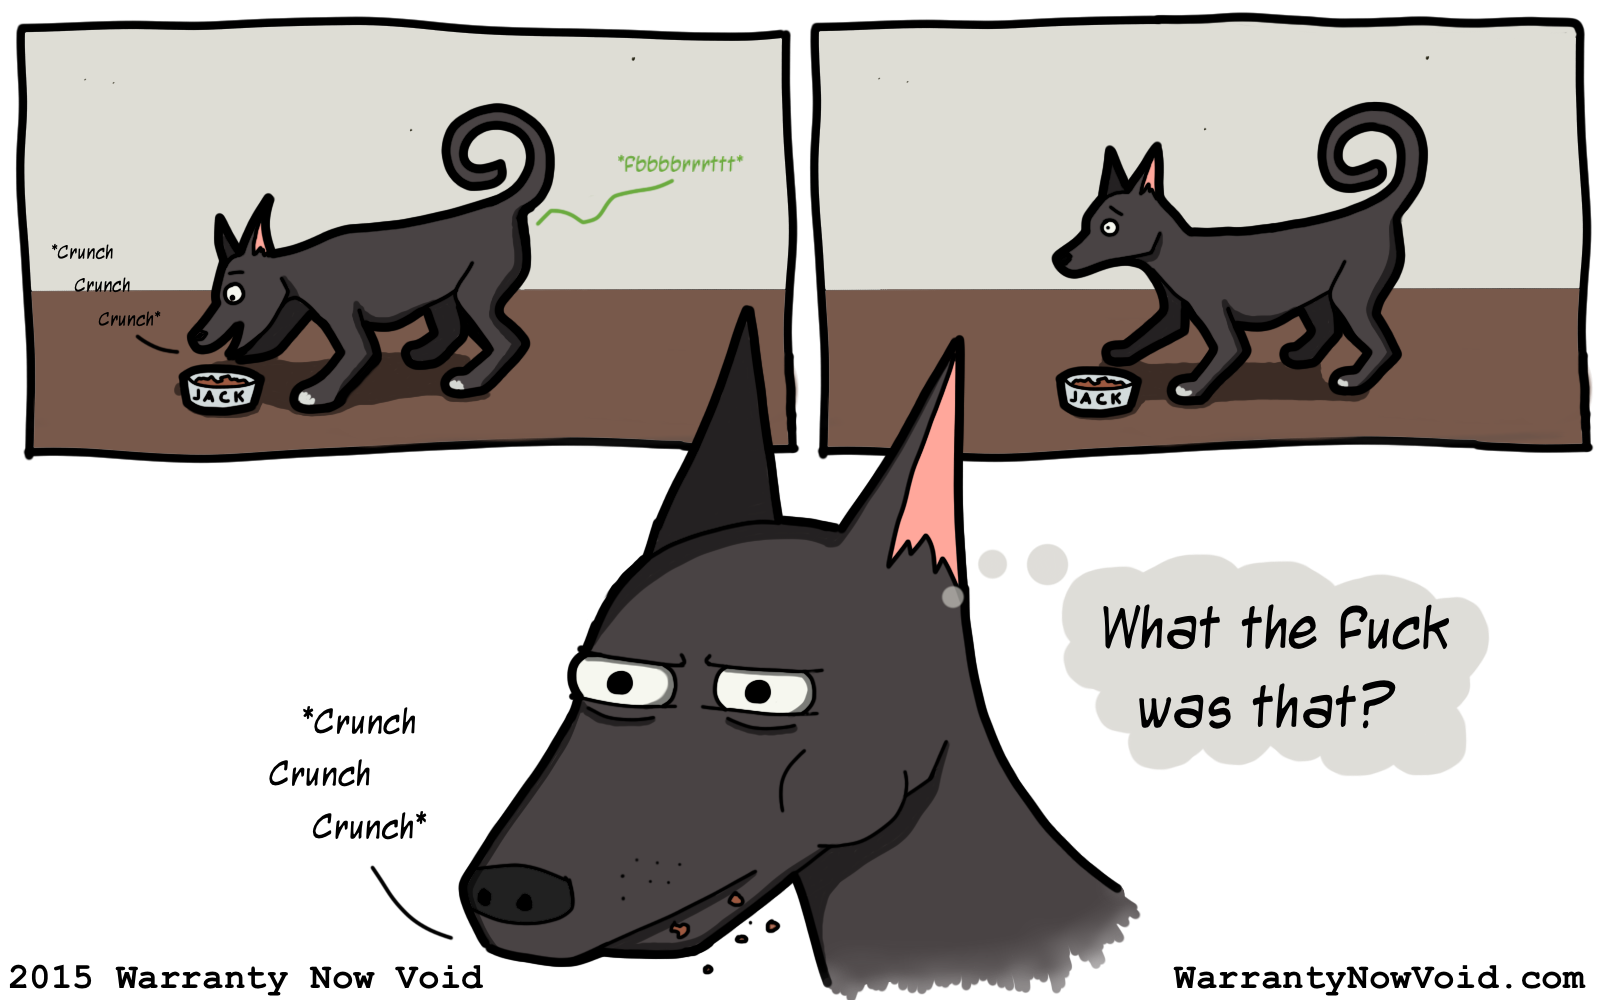 *Fbbbbrrrttt*
*Crunch
Crunch
Crunch*
JACK
JACK
What the fuck
was that?
*Crunch
Crunch
Crunch*
2015 Warranty Now Void
WarrantyNowVoid.com